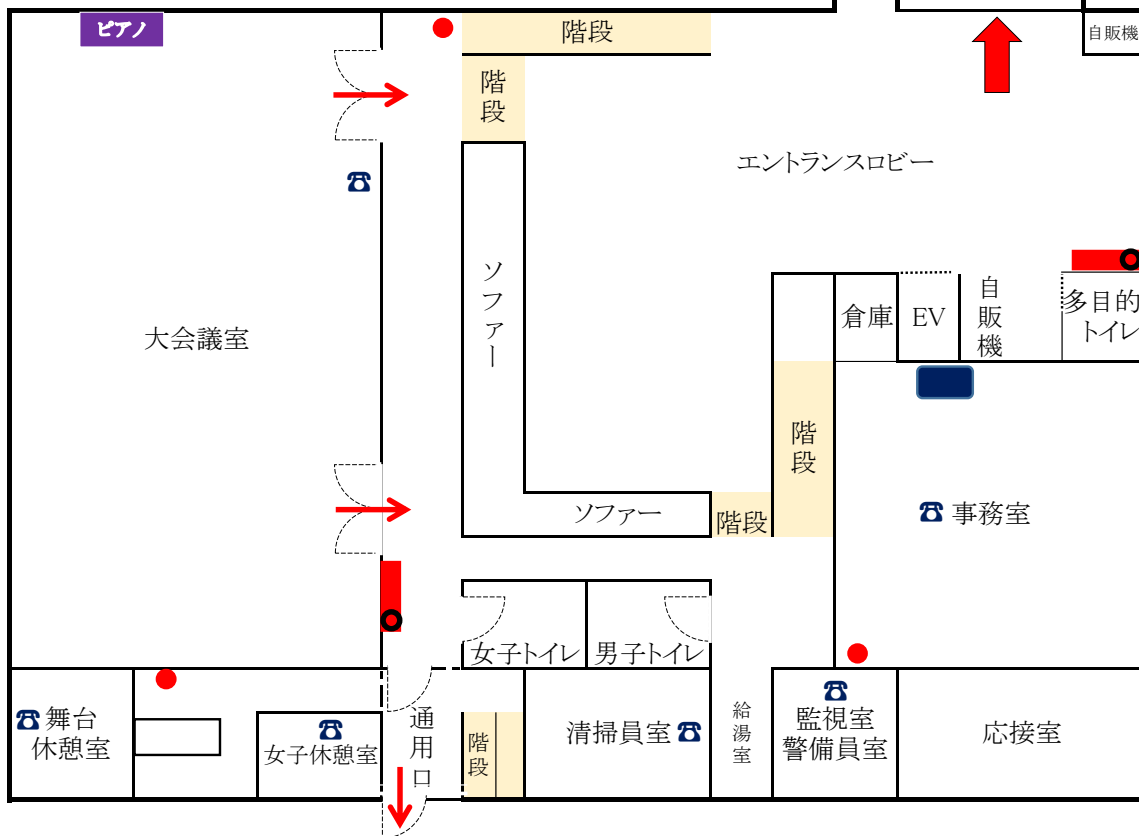 ピアノ
階段
自販機
階段
エントランスロビー
ソファー
自販機
倉庫
EV
多目的
トイレ
大会議室
階段
ソファー
階段
事務室
女子トイレ
男子トイレ
舞台
休憩室
女子休憩室
通用口
階段
清掃員室
給湯室
監視室
警備員室
応接室